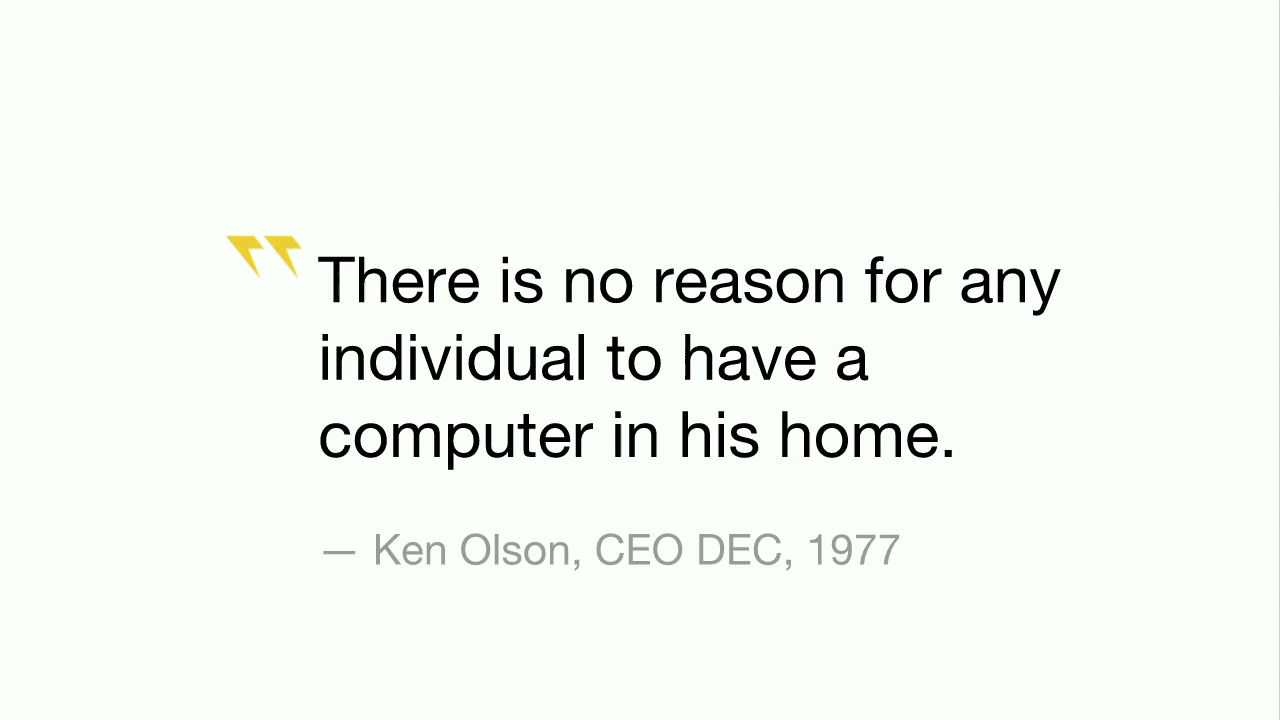 There is no reason for any
individual to have a
computer in his home.
— Ken Olson, CEO DEC, 1977